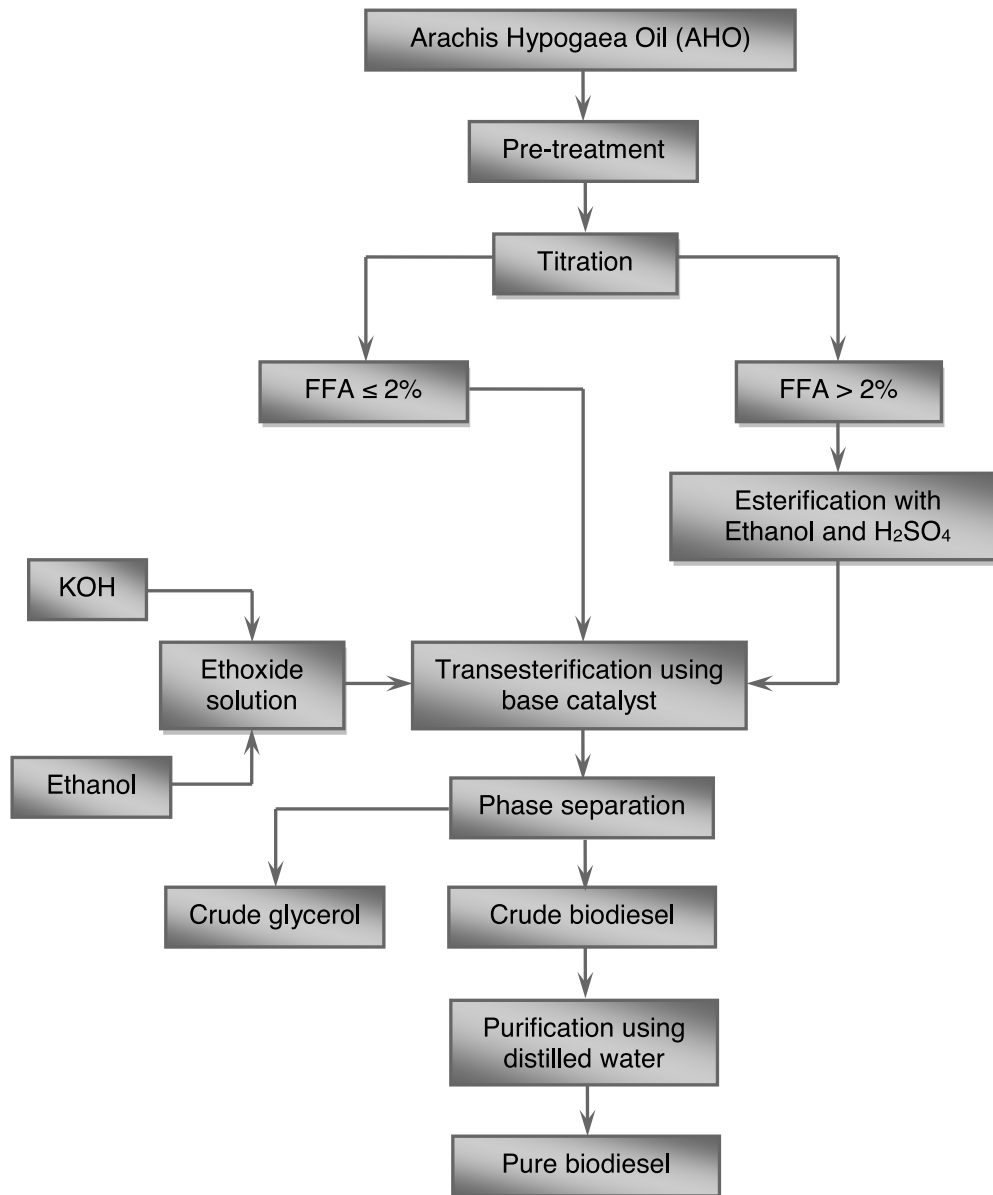 Arachis Hypogaea Oil (AHO)
Pre-treatment
Titration
FFA ≤ 2%
FFA > 2%
Esterification with
Ethanol and H₂SO₄
KOH
Ethoxide
solution
Transesterification using
base catalyst
Ethanol
Phase separation
Crude glycerol
Crude biodiesel
Purification using
distilled water
Pure biodiesel